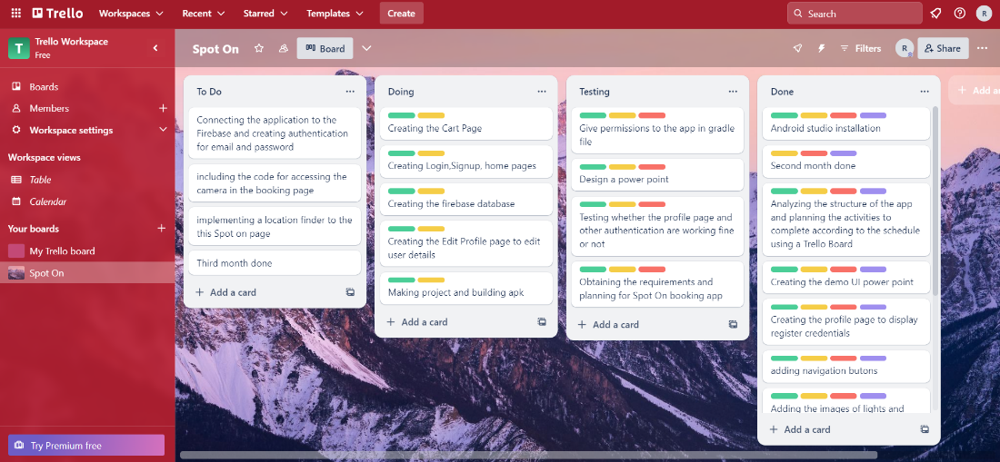 Trello
Workspaces
Recent
Starred
Templates
Create
Search
R
T
Trello Workspace
Free
Boards
Members
Workspace settings
Workspace views
Table
Calendar
Your boards
My Trello board
Spot On
Try Premium free
Spot On
Board
Filters
R
Share
To Do
Connecting the application to the
Firebase and creating authentication
for email and password
including the code for accessing the
camera in the booking page
implementing a location finder to the
this Spot on page
Third month done
Add a card
Doing
Creating the Cart Page
Creating Login,Signup, home pages
Creating the firebase database
Creating the Edit Profile page to edit
user details
Making project and building apk
Add a card
Testing
Give permissions to the app in gradle
file
Design a power point
Testing whether the profile page and
other authentication are working fine
or not
Obtaining the requirements and
planning for Spot On booking app
Add a card
Done
Android studio installation
Second month done
Analyzing the structure of the app
and planning the activities to
complete according to the schedule
using a Trello Board
Creating the demo UI power point
Creating the profile page to display
register credentials
adding navigation butons
Adding the images of lights and
Add a card
Add